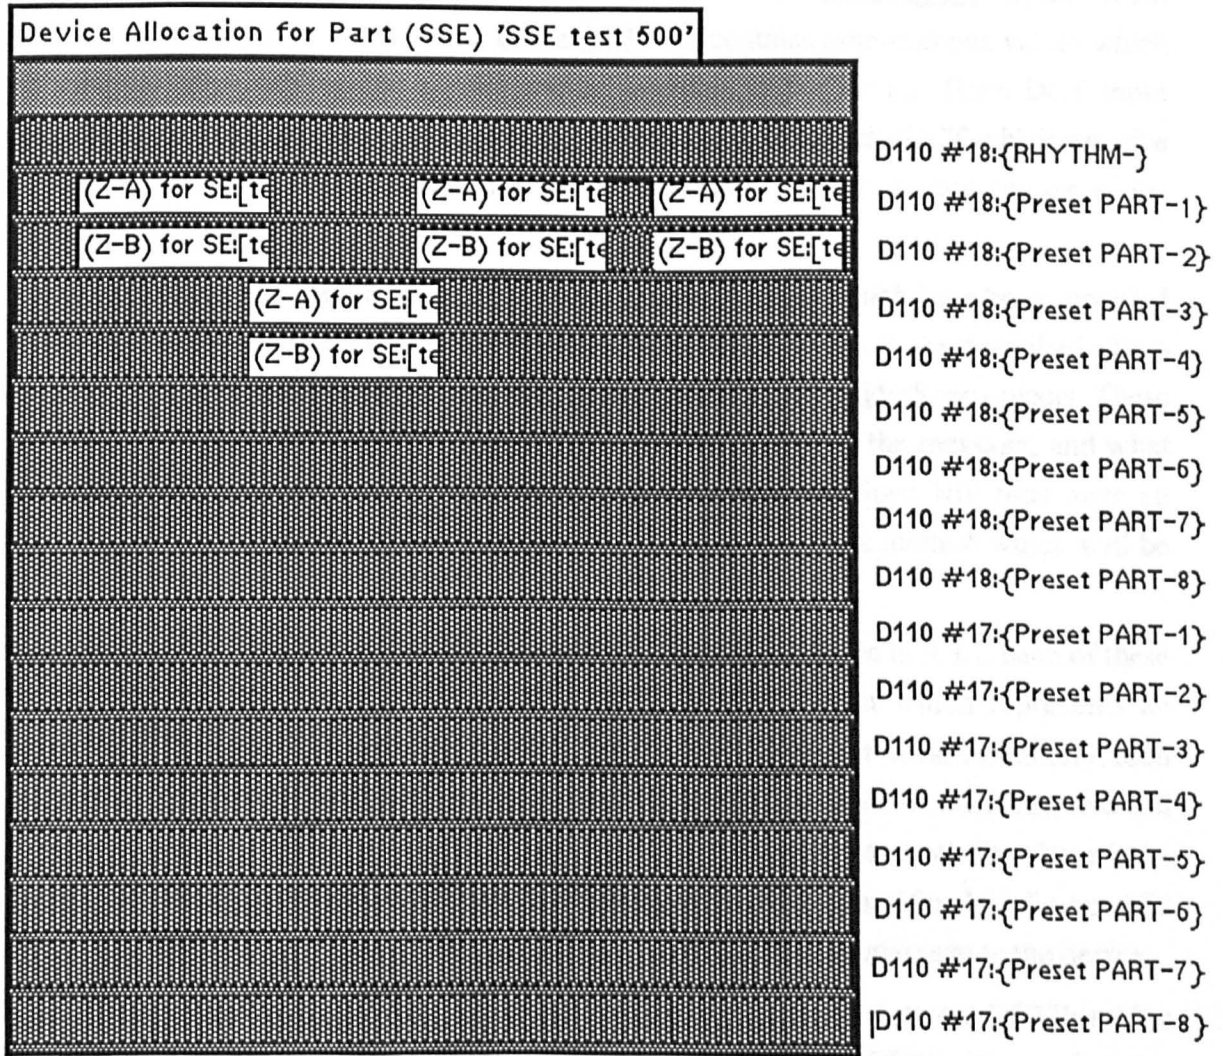 Device Allocation for Part (SSE) 'SSE test 500'
D110 #18:{RHYTHM-}
(Z-A) for SE:[te (Z-A) for SE:[te (Z-A) for SE:[te D110 #18:{Preset PART-1}
(Z-B) for SE:[te (Z-B) for SE:[te (Z-B) for SE:[te D110 #18:{Preset PART-2}
(Z-A) for SE:[te D110 #18:{Preset PART-3}
(Z-B) for SE:[te D110 #18:{Preset PART-4}
D110 #18:{Preset PART-5}
D110 #18:{Preset PART-6}
D110 #18:{Preset PART-7}
D110 #18:{Preset PART-8}
D110 #17:{Preset PART-1}
D110 #17:{Preset PART-2}
D110 #17:{Preset PART-3}
D110 #17:{Preset PART-4}
D110 #17:{Preset PART-5}
D110 #17:{Preset PART-6}
D110 #17:{Preset PART-7}
D110 #17:{Preset PART-8}